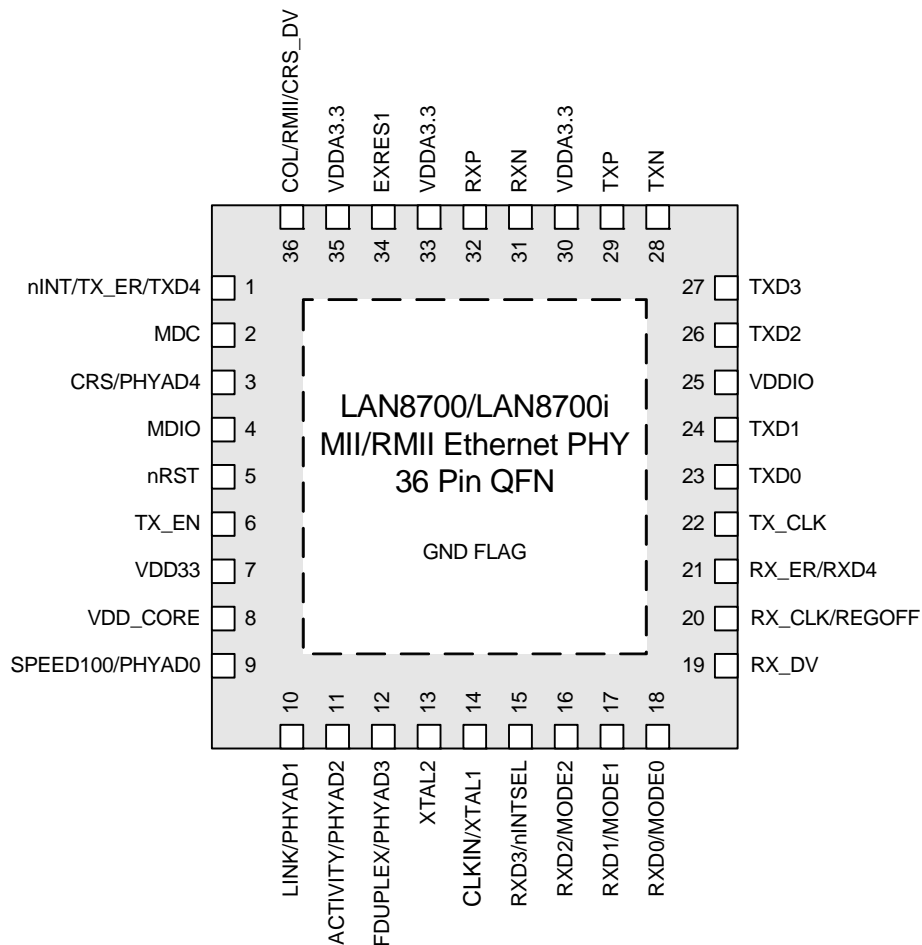 COL/RMII/CRS_DV
VDDA3.3
EXRES1
VDDA3.3
RXP
RXN
VDDA3.3
TXP
TXN
36
35
34
33
32
31
30
29
28
nINT/TX_ER/TXD4 1
MDC 2
CRS/PHYAD4 3
MDIO 4
nRST 5
TX_EN 6
VDD33 7
VDD_CORE 8
SPEED100/PHYAD0 9
LAN8700/LAN8700i
MII/RMII Ethernet PHY
36 Pin QFN
GND FLAG
27 TXD3
26 TXD2
25 VDDIO
24 TXD1
23 TXD0
22 TX_CLK
21 RX_ER/RXD4
20 RX_CLK/REGOFF
19 RX_DV
10
11
12
13
14
15
16
17
18
LINK/PHYAD1
ACTIVITY/PHYAD2
FDUPLEX/PHYAD3
XTAL2
CLKIN/XTAL1
RXD3/nINTSEL
RXD2/MODE2
RXD1/MODE1
RXD0/MODE0